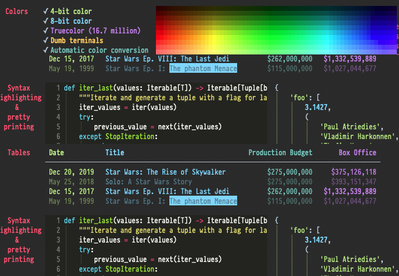 Colors ✓ 4-bit color
✓ 8-bit color
✓ Truecolor (16.7 million)
✓ Dumb terminals
✓ Automatic color conversion
Dec 15, 2017 Star Wars Ep. VIII: The Last Jedi $262,000,000 $1,332,539,889
May 19, 1999 Star Wars Ep. I: The phantom Menace $115,000,000 $1,027,044,677
Syntax 1 def iter_last(values: Iterable[T]) -> Iterable[Tuple[b {
ighlighting 2 """Iterate and generate a tuple with a flag for la 'foo': [
& 3 iter_values = iter(values) 3.1427,
pretty 4 try: (
printing 5 previous_value = next(iter_values) 'Paul Atriedies',
6 except StopIteration: 'Vladimir Harkonnen',
Tables Date Title Production Budget Box Office
Dec 20, 2019 Star Wars: The Rise of Skywalker $275,000,000 $375,126,118
May 25, 2018 Solo: A Star Wars Story $275,000,000 $393,151,347
Dec 15, 2017 Star Wars Ep. VIII: The Last Jedi $262,000,000 $1,332,539,889
May 19, 1999 Star Wars Ep. I: The phantom Menace $115,000,000 $1,027,044,677
Syntax 1 def iter_last(values: Iterable[T]) -> Iterable[Tuple[b {
ighlighting 2 """Iterate and generate a tuple with a flag for la 'foo': [
& 3 iter_values = iter(values) 3.1427,
pretty 4 try: (
printing 5 previous_value = next(iter_values) 'Paul Atriedies',
6 except StopIteration: 'Vladimir Harkonnen',